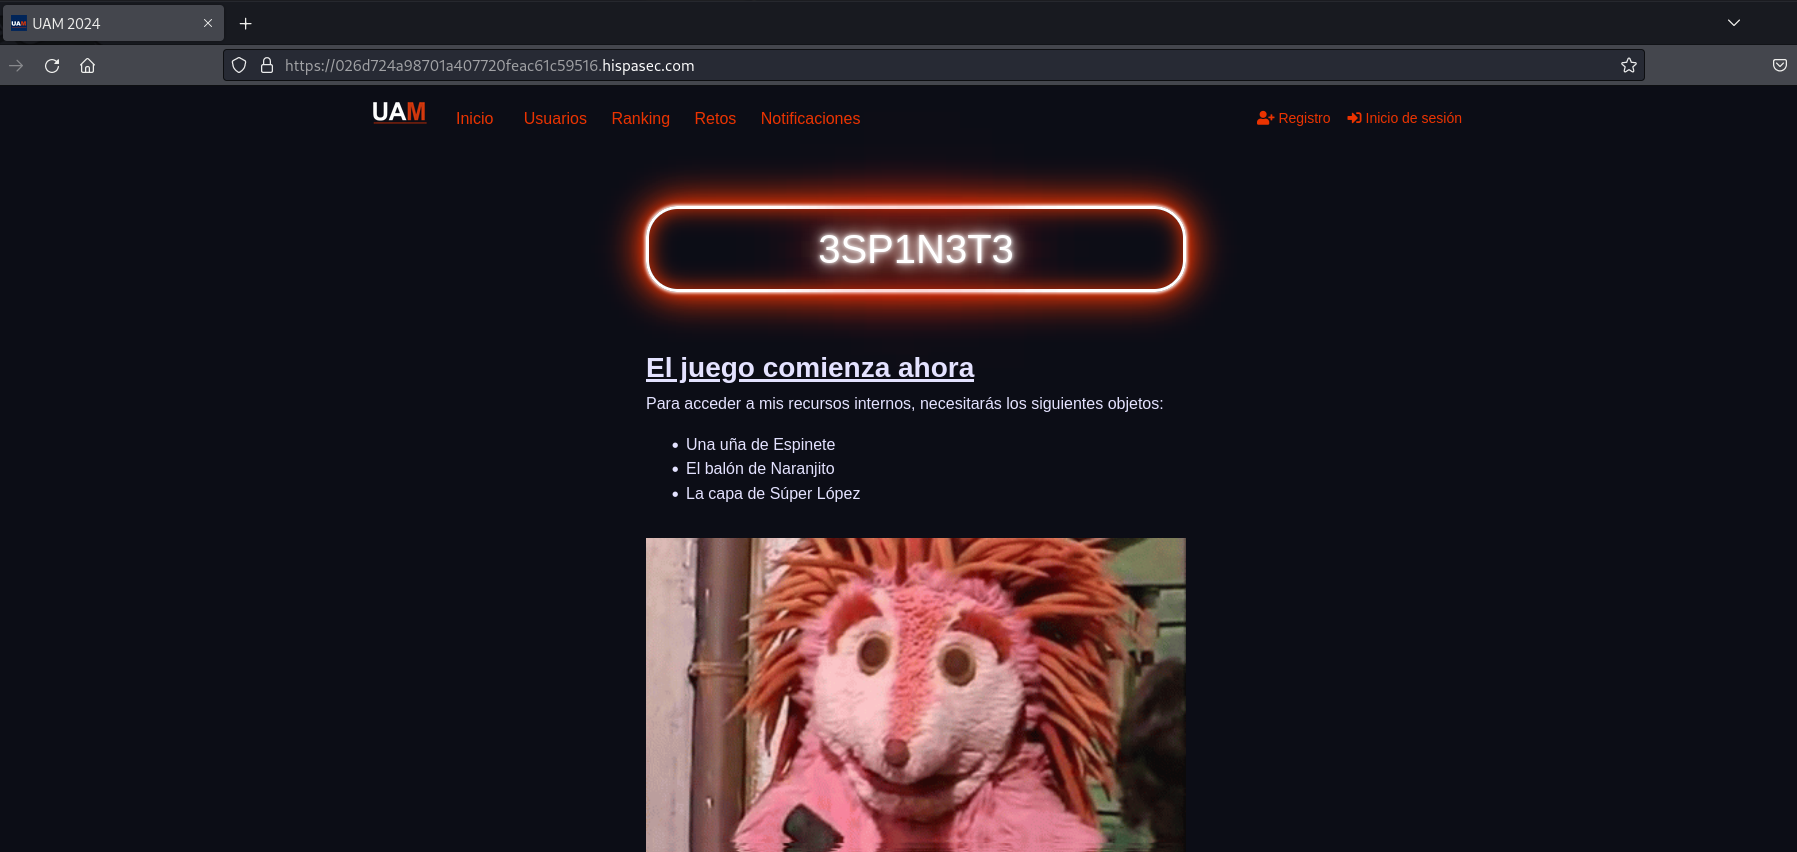 UAM UAM 2024
https://026d724a98701a407720feac61c59516.hispasec.com
UAM Inicio Usuarios Ranking Retos Notificaciones Registro Inicio de sesión
3SP1N3T3
El juego comienza ahora
Para acceder a mis recursos internos, necesitarás los siguientes objetos:
• Una uña de Espinete
• El balón de Naranjito
• La capa de Súper López